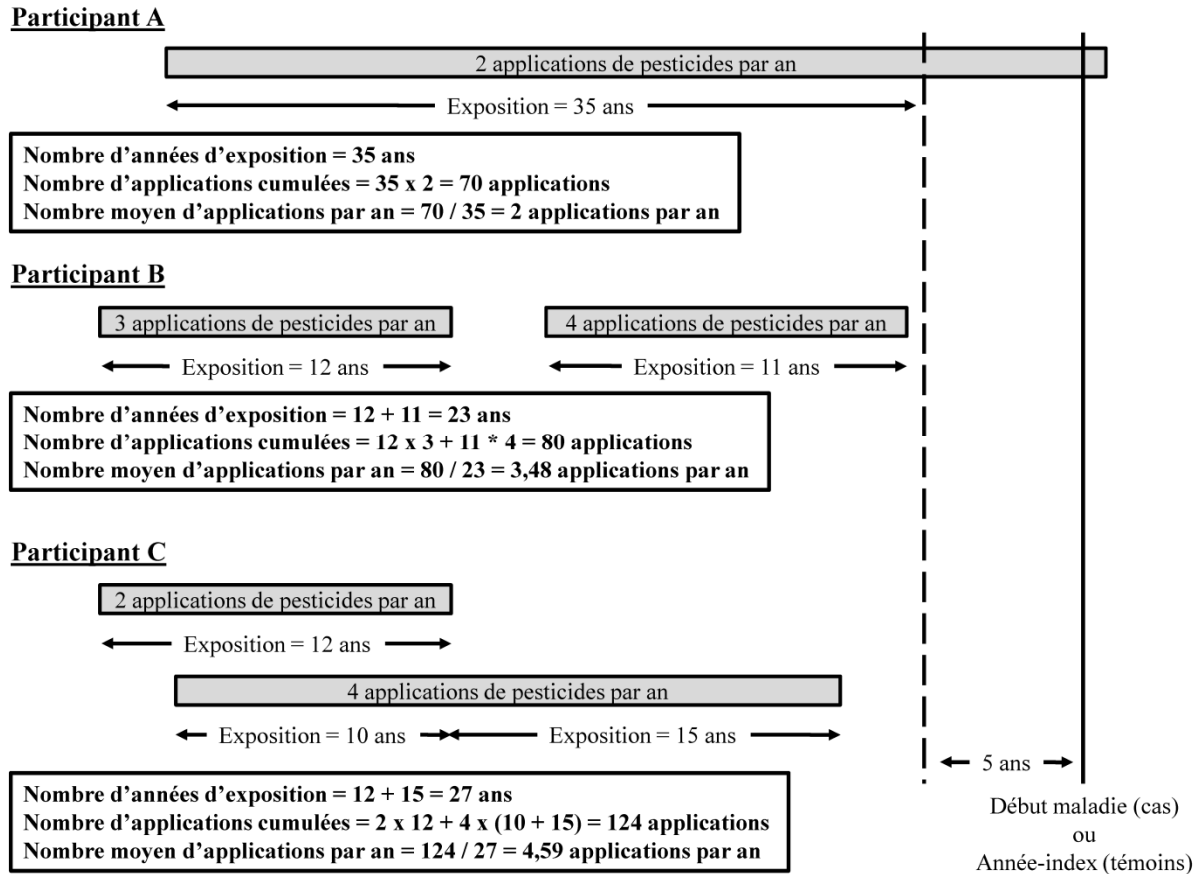 Participant A
2 applications de pesticides par an
Exposition = 35 ans
Nombre d’années d’exposition = 35 ans
Nombre d’applications cumulées = 35 x 2 = 70 applications
Nombre moyen d’applications par an = 70 / 35 = 2 applications par an
Participant B
3 applications de pesticides par an
4 applications de pesticides par an
Exposition = 12 ans
Exposition = 11 ans
Nombre d’années d’exposition = 12 + 11 = 23 ans
Nombre d’applications cumulées = 12 x 3 + 11 * 4 = 80 applications
Nombre moyen d’applications par an = 80 / 23 = 3,48 applications par an
Participant C
2 applications de pesticides par an
Exposition = 12 ans
4 applications de pesticides par an
Exposition = 10 ans
Exposition = 15 ans
Nombre d’années d’exposition = 12 + 15 = 27 ans
Nombre d’applications cumulées = 2 x 12 + 4 x (10 + 15) = 124 applications
Nombre moyen d’applications par an = 124 / 27 = 4,59 applications par an
5 ans
Début maladie (cas)
ou
Année-index (témoins)